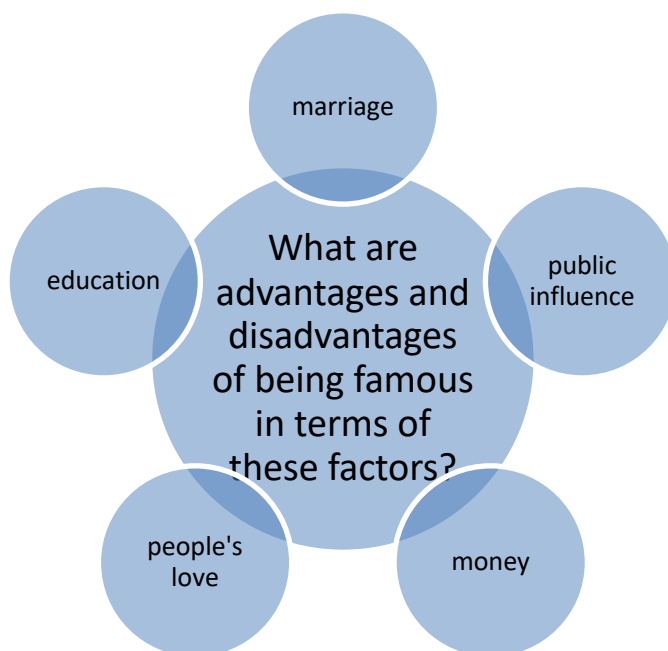 marriage
education
What are
advantages and
disadvantages
of being famous
in terms of
these factors?
public
influence
people's
love
money